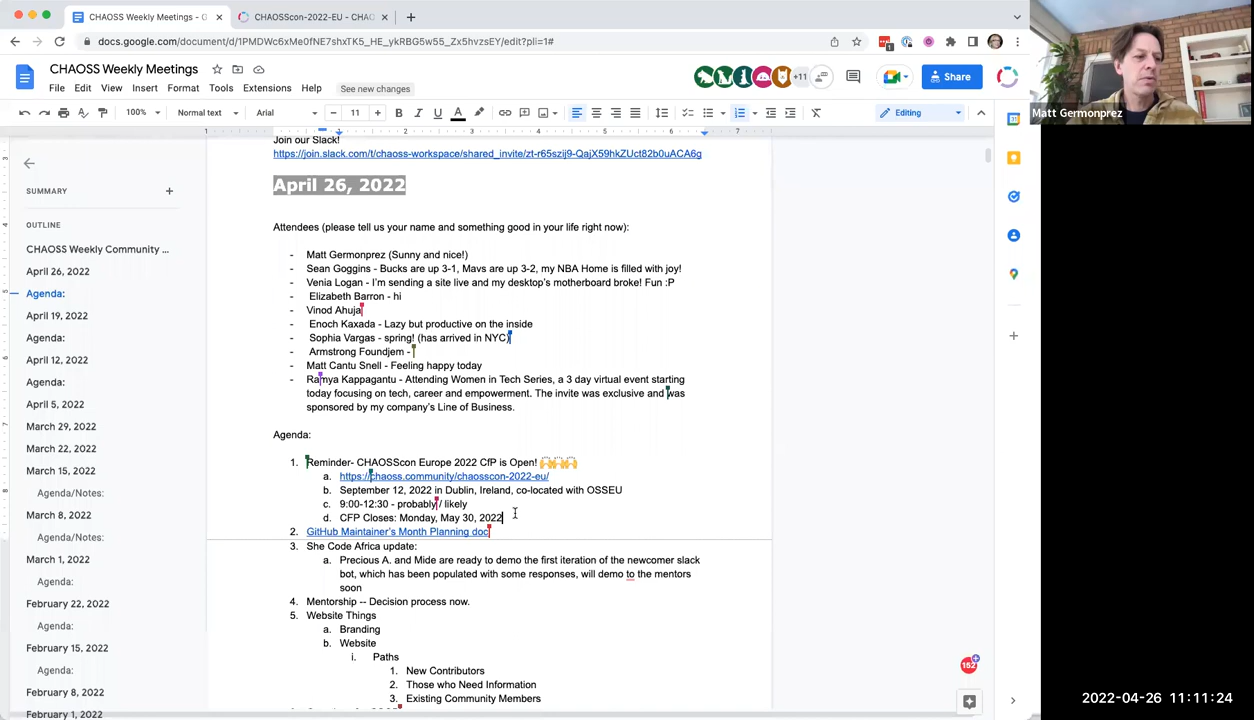 CHAOSS Weekly Meetings - G
CHAOSScon-2022-EU - CHAO
docs.google.com/document/d/1PMDWc6xMe0fNE7shxTK5_HE_ykRBG5w55_Zx5hvzsEY/edit?pli=1#
CHAOSS Weekly Meetings
File Edit View Insert Format Tools Extensions Help See new changes
+11
Share
100% Normal text Arial 11 Editing
Matt Germonprez
SUMMARY
OUTLINE
CHAOSS Weekly Community ...
April 26, 2022
Agenda:
April 19, 2022
Agenda:
April 12, 2022
Agenda:
April 5, 2022
March 29, 2022
March 22, 2022
March 15, 2022
Agenda/Notes:
March 8, 2022
Agenda/Notes:
March 1, 2022
Agenda:
February 22, 2022
Agenda:
February 15, 2022
Agenda:
February 8, 2022
February 1, 2022
Join our Slack!
https://join.slack.com/t/chaoss-workspace/shared_invite/zt-r65szij9-QajX59hkZUct82b0uACA6g
April 26, 2022
Attendees (please tell us your name and something good in your life right now):
- Matt Germonprez (Sunny and nice!)
- Sean Goggins - Bucks are up 3-1, Mavs are up 3-2, my NBA Home is filled with joy!
- Venia Logan - I'm sending a site live and my desktop's motherboard broke! Fun :P
- Elizabeth Barron - hi
- Vinod Ahuja
- Enoch Kaxada - Lazy but productive on the inside
- Sophia Vargas - spring! (has arrived in NYC)
- Armstrong Foundjem -
- Matt Cantu Snell - Feeling happy today
- Ramya Kappagantu - Attending Women in Tech Series, a 3 day virtual event starting
today focusing on tech, career and empowerment. The invite was exclusive and was
sponsored by my company's Line of Business.
Agenda:
1. Reminder- CHAOSScon Europe 2022 CfP is Open! 🙌🙌🙌
a. https://chaoss.community/chaosscon-2022-eu/
b. September 12, 2022 in Dublin, Ireland, co-located with OSSEU
c. 9:00-12:30 - probably / likely
d. CFP Closes: Monday, May 30, 2022
2. GitHub Maintainer's Month Planning doc
3. She Code Africa update:
a. Precious A. and Mide are ready to demo the first iteration of the newcomer slack
bot, which has been populated with some responses, will demo to the mentors
soon
4. Mentorship -- Decision process now.
5. Website Things
a. Branding
b. Website
i. Paths
1. New Contributors
2. Those who Need Information
3. Existing Community Members
152
2022-04-26 11:11:24